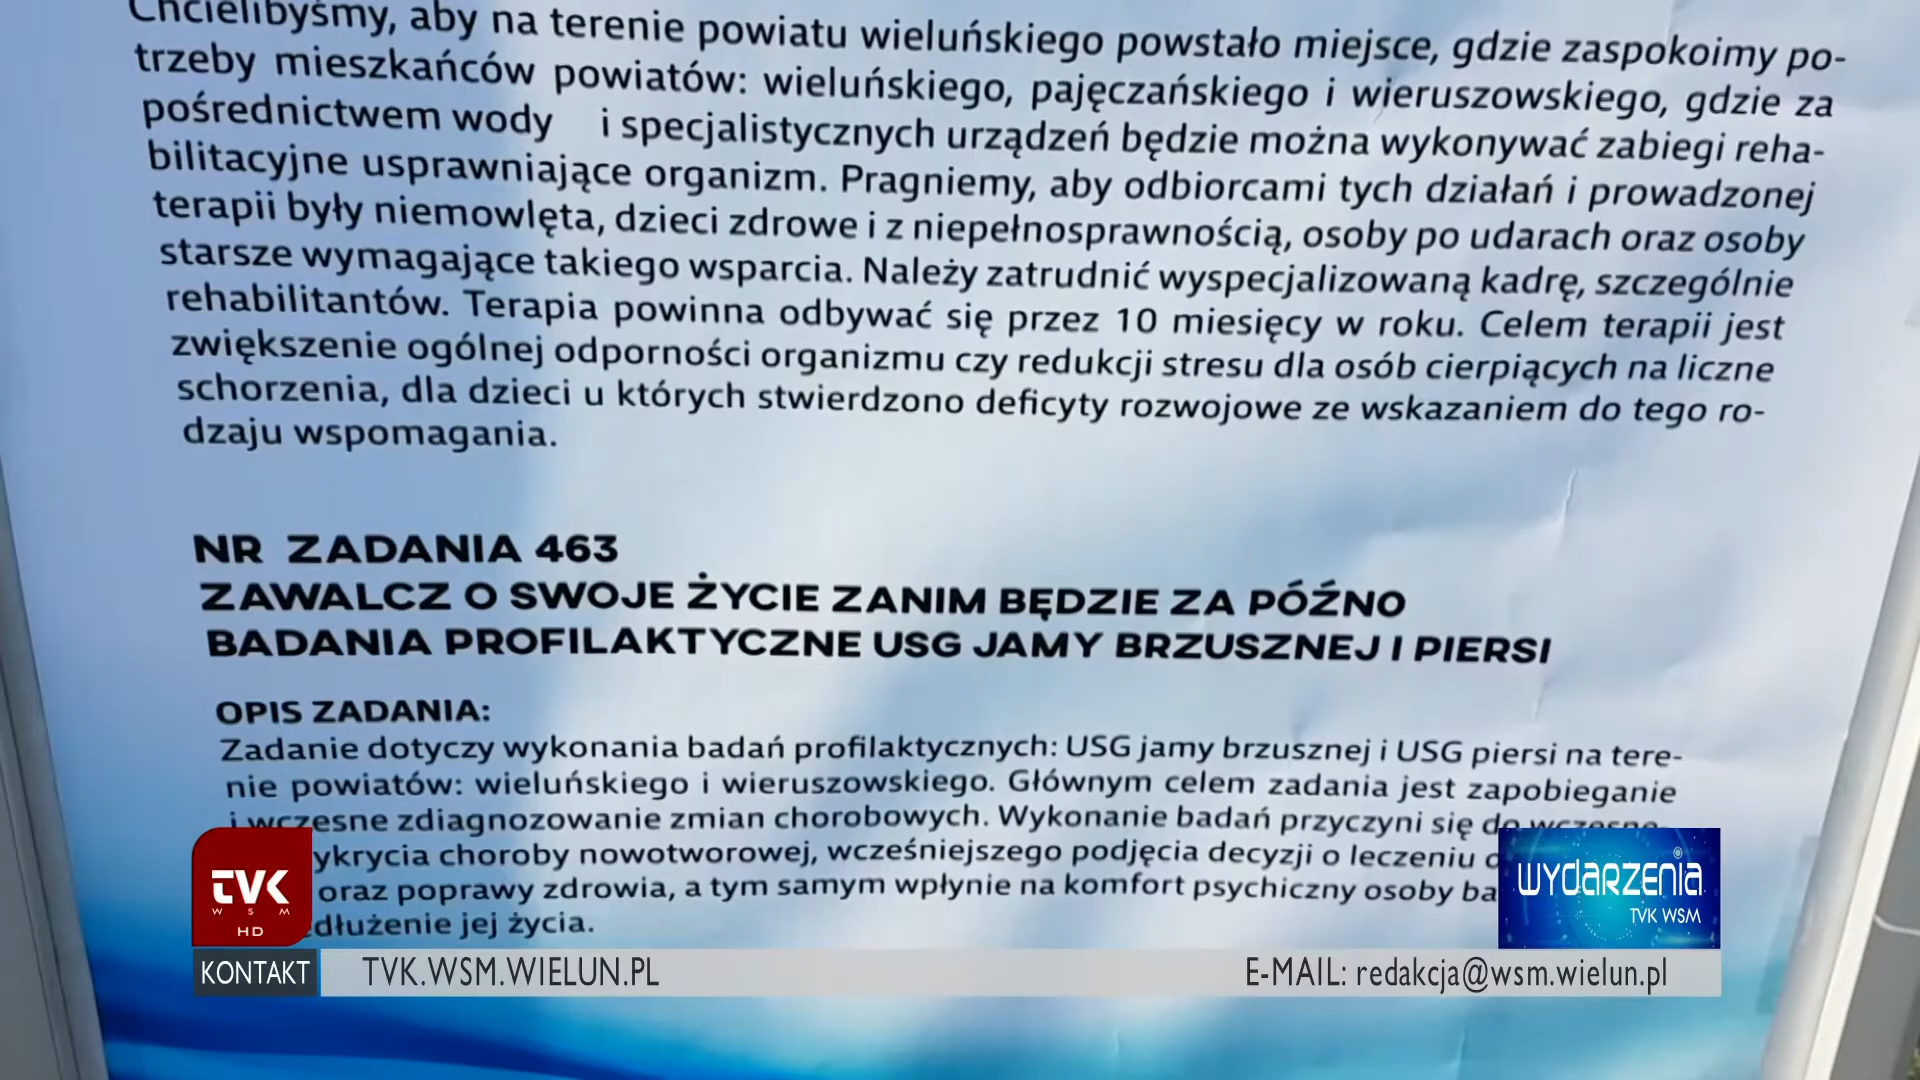 Chcielibyśmy, aby na terenie powiatu wieluńskiego powstało miejsce, gdzie zaspokoimy po-
trzeby mieszkańców powiatów: wieluńskiego, pajęczańskiego i wieruszowskiego, gdzie za
pośrednictwem wody i specjalistycznych urządzeń będzie można wykonywać zabiegi reha-
bilitacyjne usprawniające organizm. Pragniemy, aby odbiorcami tych działań i prowadzonej
terapii były niemowlęta, dzieci zdrowe i z niepełnosprawnością, osoby po udarach oraz osoby
starsze wymagające takiego wsparcia. Należy zatrudnić wyspecjalizowaną kadrę, szczególnie
rehabilitantów. Terapia powinna odbywać się przez 10 miesięcy w roku. Celem terapii jest
zwiększenie ogólnej odporności organizmu czy redukcji stresu dla osób cierpiących na liczne
schorzenia, dla dzieci u których stwierdzono deficyty rozwojowe ze wskazaniem do tego ro-
dzaju wspomagania.
NR ZADANIA 463
ZAWALCZ O SWOJE ŻYCIE ZANIM BĘDZIE ZA PÓŹNO
BADANIA PROFILAKTYCZNE USG JAMY BRZUSZNEJ I PIERSI
OPIS ZADANIA:
Zadanie dotyczy wykonania badań profilaktycznych: USG jamy brzusznej i USG piersi na tere-
nie powiatów: wieluńskiego i wieruszowskiego. Głównym celem zadania jest zapobieganie
i wczesne zdiagnozowanie zmian chorobowych. Wykonanie badań przyczyni się do wczesne-
ykrycia choroby nowotworowej, wcześniejszego podjęcia decyzji o leczeniu
oraz poprawy zdrowia, a tym samym wpłynie na komfort psychiczny osoby ba
dłużenie jej życia.
TVK
WSM
HD
WYDARZENIA
TVK WSM
KONTAKT TVK.WSM.WIELUN.PL E-MAIL: redakcja@wsm.wielun.pl